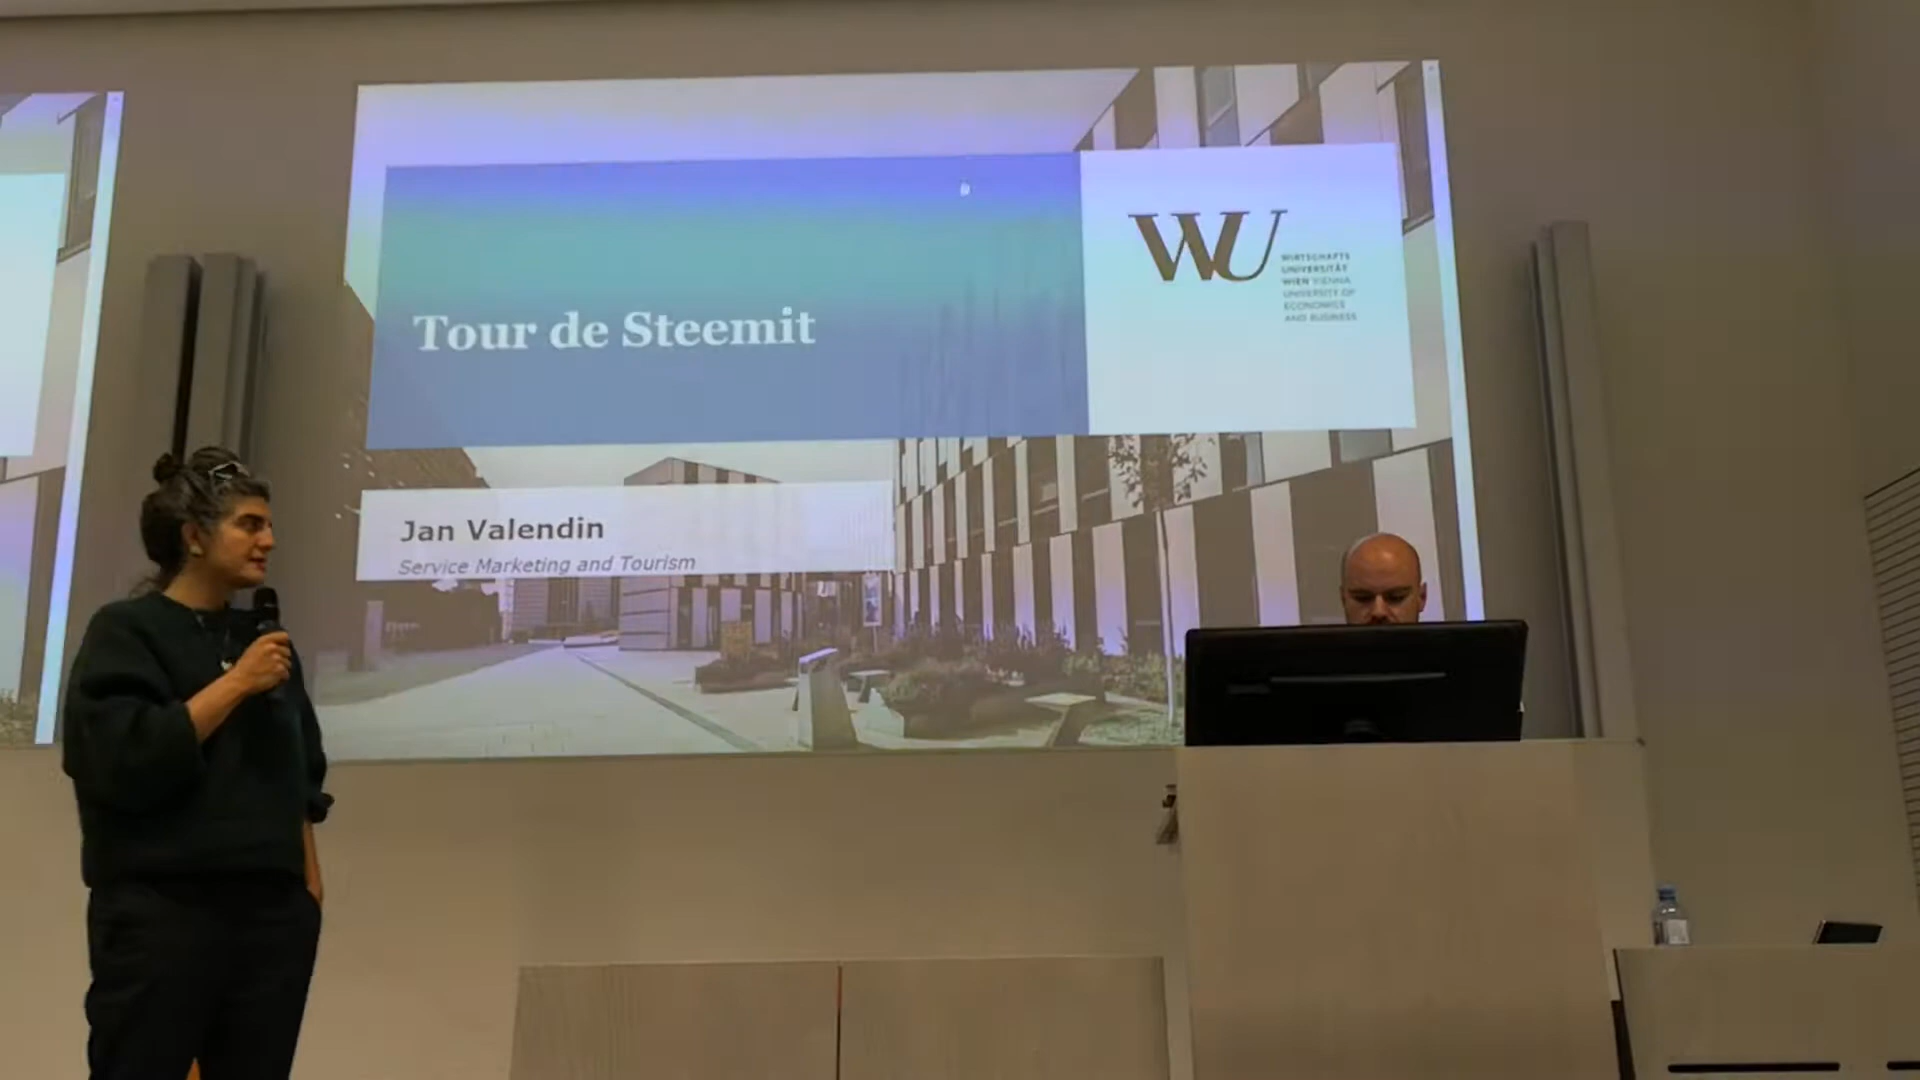 Tour de Steemit
WU
WIRTSCHAFTS
UNIVERSITÄT
WIEN VIENNA
UNIVERSITY OF
ECONOMICS
AND BUSINESS
Jan Valendin
Service Marketing and Tourism